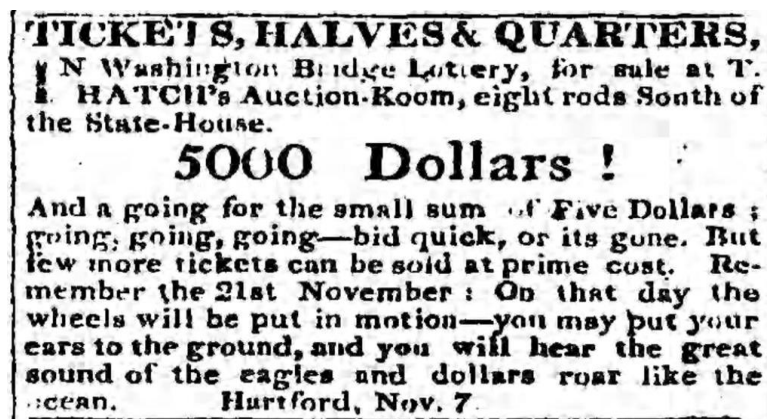 TICKETS, HALVES & QUARTERS,
IN Washington Bridge Lottery, for sale at T.
HATCH's Auction-Room, eight rods South of
the State-House.
5000 Dollars !
And a going for the small sum of Five Dollars ;
going, going, going—bid quick, or its gone. But
few more tickets can be sold at prime cost. Re-
member the 21st November : On that day the
wheels will be put in motion—you may put your
ears to the ground, and you will hear the great
sound of the eagles and dollars roar like the
ocean. Hartford, Nov. 7